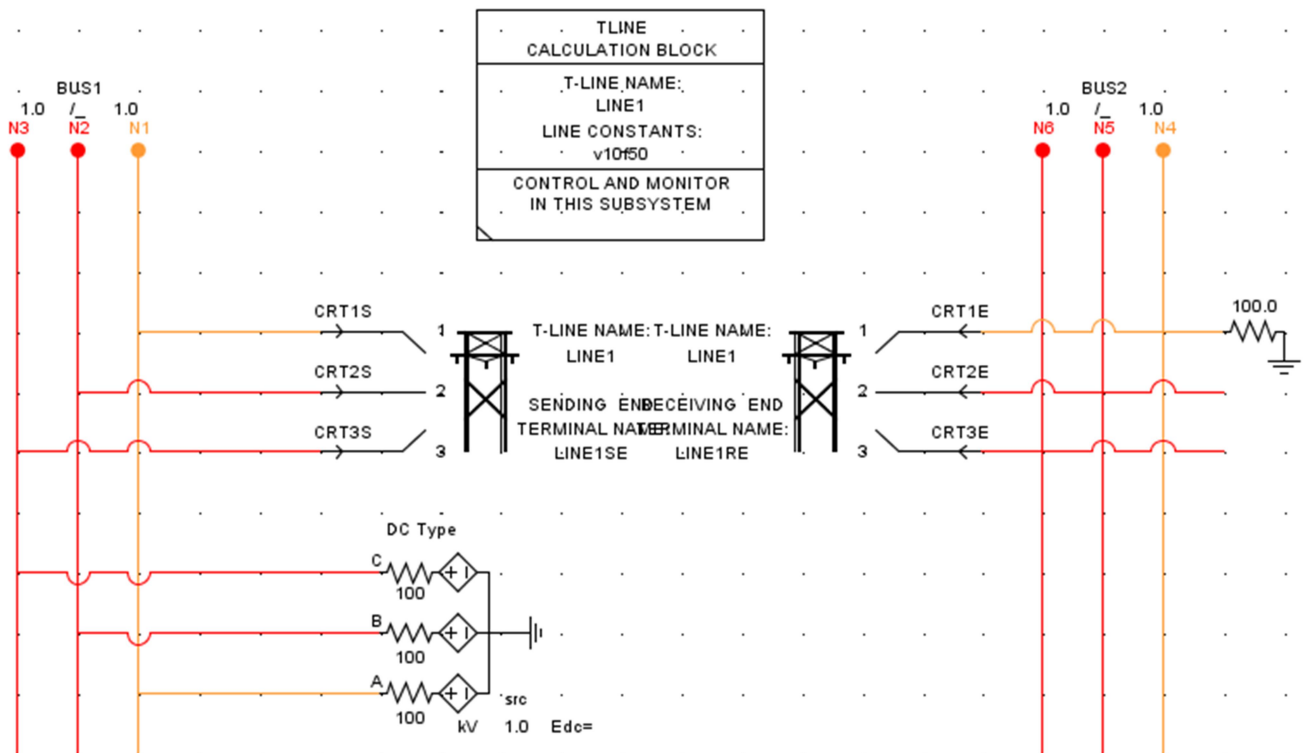 TLINE
CALCULATION BLOCK
T-LINE NAME:
LINE1
LINE CONSTANTS:
v10f50
CONTROL AND MONITOR
IN THIS SUBSYSTEM
BUS1
1.0 /_ 1.0
N3 N2 N1
BUS2
1.0 /_ 1.0
N6 N5 N4
CRT1S
1
CRT2S
2
CRT3S
3
T-LINE NAME:
LINE1
SENDING END
TERMINAL NAME:
LINE1SE
T-LINE NAME:
LINE1
RECEIVING END
TERMINAL NAME:
LINE1RE
CRT1E
1
CRT2E
2
CRT3E
3
100.0
DC Type
C
100
B
100
A
100
+ -
+ -
+ -
src
kV 1.0 Edc=